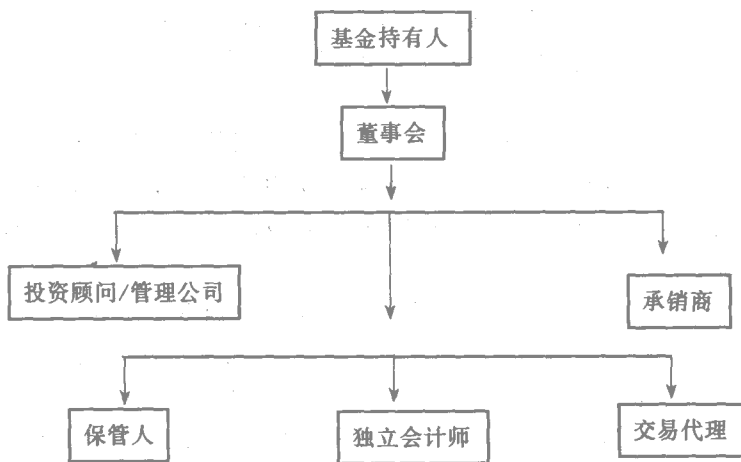 基金持有人
董事会
投资顾问/管理公司
承销商
保管人
独立会计师
交易代理